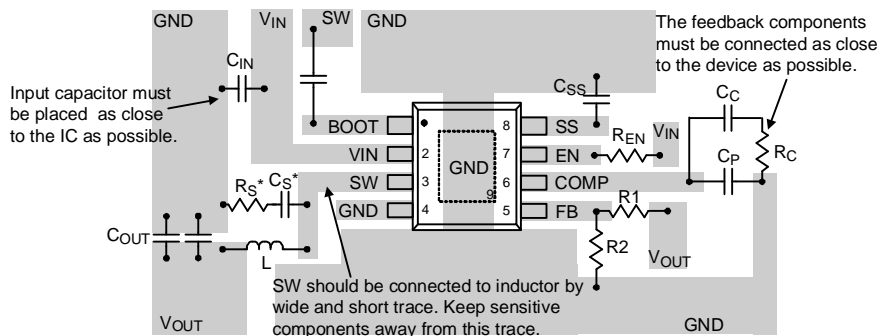 GND
VIN
SW
GND
The feedback components
must be connected as close
to the device as possible.
CIN
Input capacitor must
be placed as close
to the IC as possible.
CSS
CC
BOOT
8
SS
REN
VIN
RC
VIN
2
GND
7
EN
CP
RS*
CS*
SW
3
9
6
COMP
GND
4
5
FB
R1
COUT
R2
L
VOUT
SW should be connected to inductor by
wide and short trace. Keep sensitive
components away from this trace.
VOUT
GND